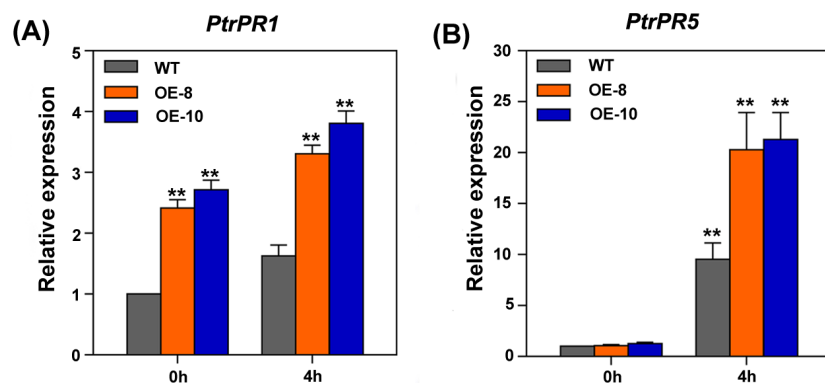 (A)
PtrPR1
Relative expression
5
4
3
2
1
0
WT
OE-8
OE-10
**
**
**
**
0h
4h
(B)
PtrPR5
Relative expression
30
25
20
15
10
5
0
WT
OE-8
OE-10
**
**
**
0h
4h